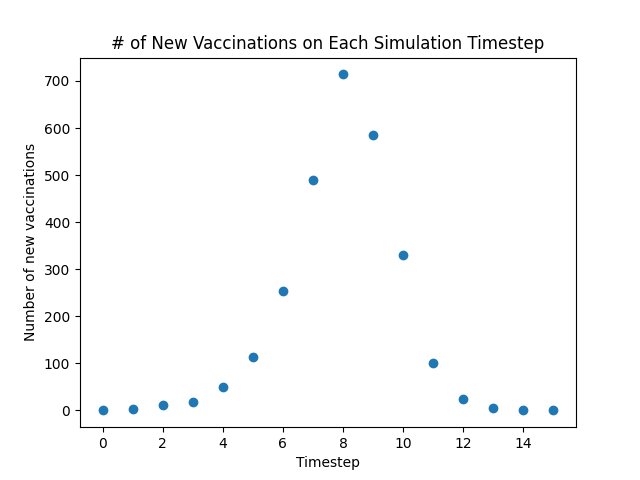 # of New Vaccinations on Each Simulation Timestep
700
600
500
400
300
200
100
0
Number of new vaccinations
0 2 4 6 8 10 12 14
Timestep